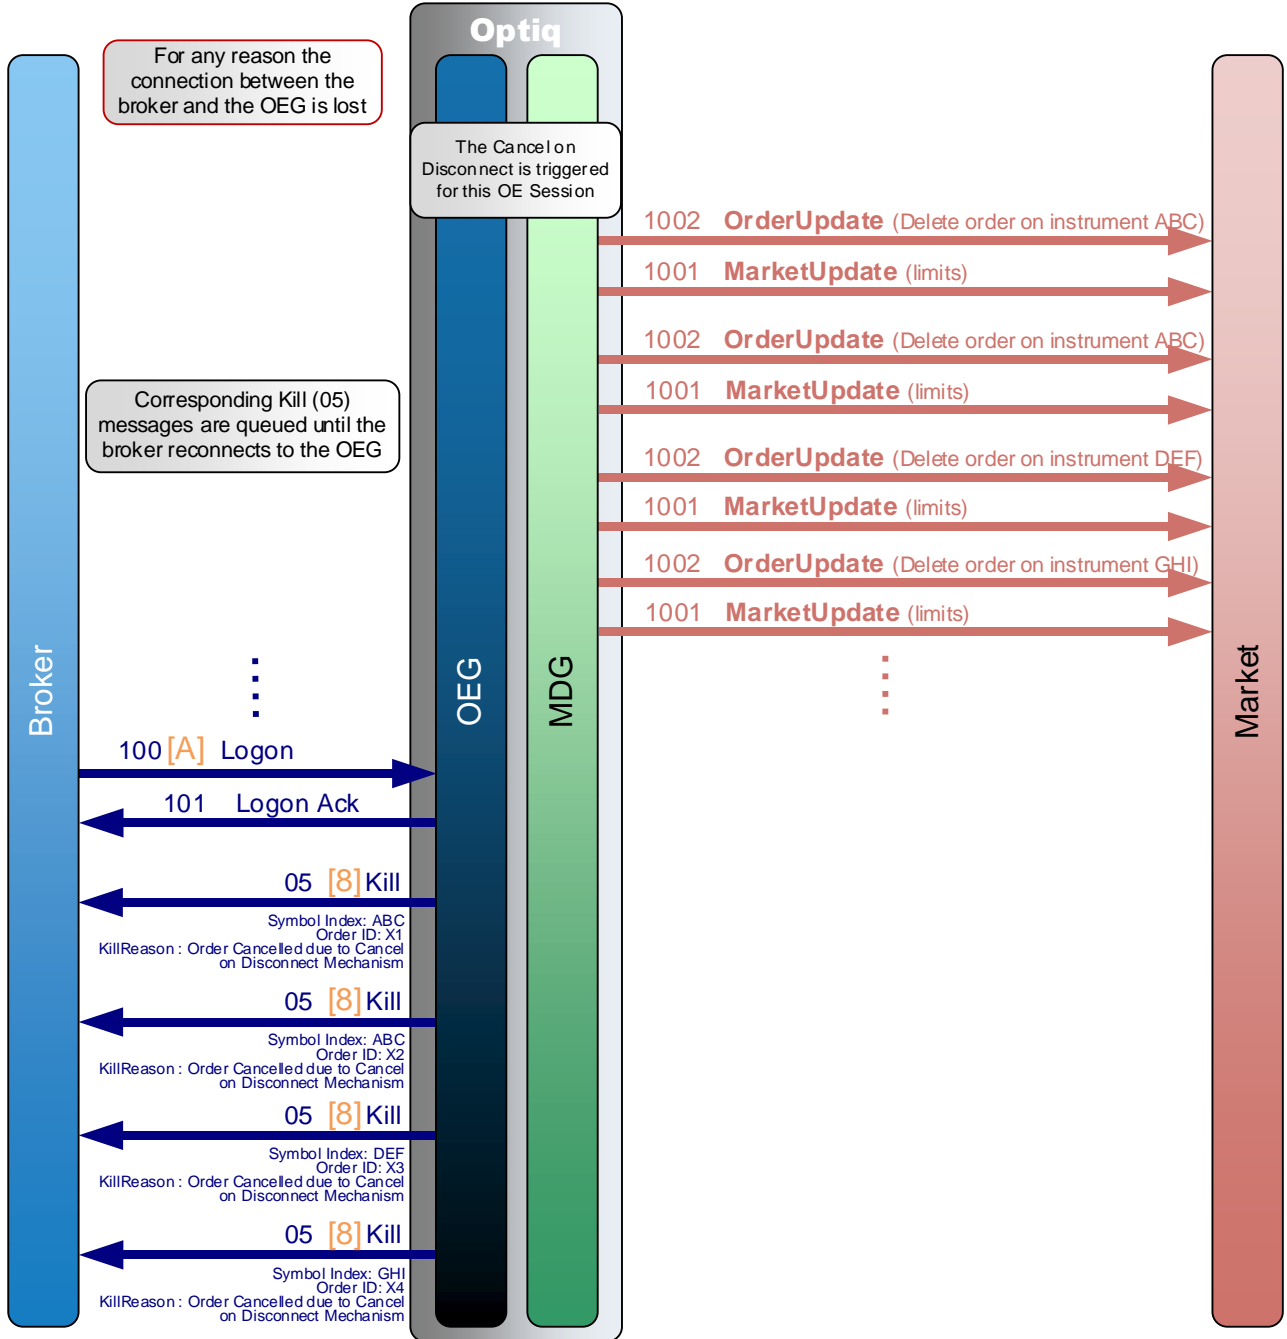 Optiq
For any reason the
connection between the
broker and the OEG is lost
The Cancel on
Disconnect is triggered
for this OE Session
1002 OrderUpdate (Delete order on instrument ABC)
1001 MarketUpdate (limits)
1002 OrderUpdate (Delete order on instrument ABC)
1001 MarketUpdate (limits)
Corresponding Kill (05)
messages are queued until the
broker reconnects to the OEG
1002 OrderUpdate (Delete order on instrument DEF)
1001 MarketUpdate (limits)
1002 OrderUpdate (Delete order on instrument GHI)
1001 MarketUpdate (limits)
Broker
OEG
MDG
Market
100 [A] Logon
101 Logon Ack
05 [8] Kill
Symbol Index: ABC
Order ID: X1
KillReason : Order Cancelled due to Cancel
on Disconnect Mechanism
05 [8] Kill
Symbol Index: ABC
Order ID: X2
KillReason : Order Cancelled due to Cancel
on Disconnect Mechanism
05 [8] Kill
Symbol Index: DEF
Order ID: X3
KillReason : Order Cancelled due to Cancel
on Disconnect Mechanism
05 [8] Kill
Symbol Index: GHI
Order ID: X4
KillReason : Order Cancelled due to Cancel
on Disconnect Mechanism